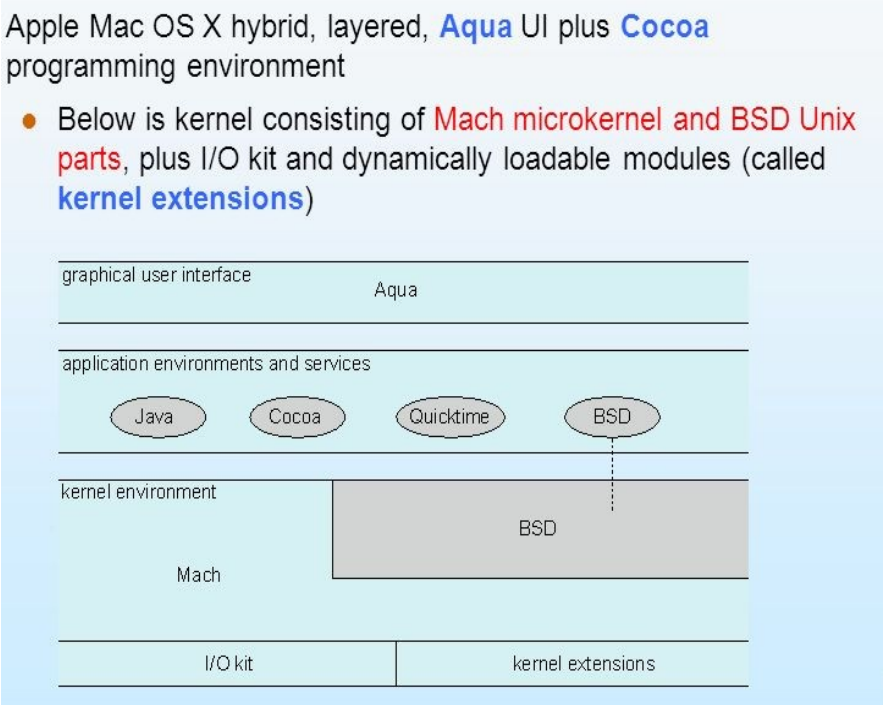 Apple Mac OS X hybrid, layered, Aqua UI plus Cocoa
programming environment
Below is kernel consisting of Mach microkernel and BSD Unix
parts, plus I/O kit and dynamically loadable modules (called
kernel extensions)
graphical user interface
Aqua
application environments and services
Java Cocoa Quicktime BSD
kernel environment
BSD
Mach
I/O kit kernel extensions